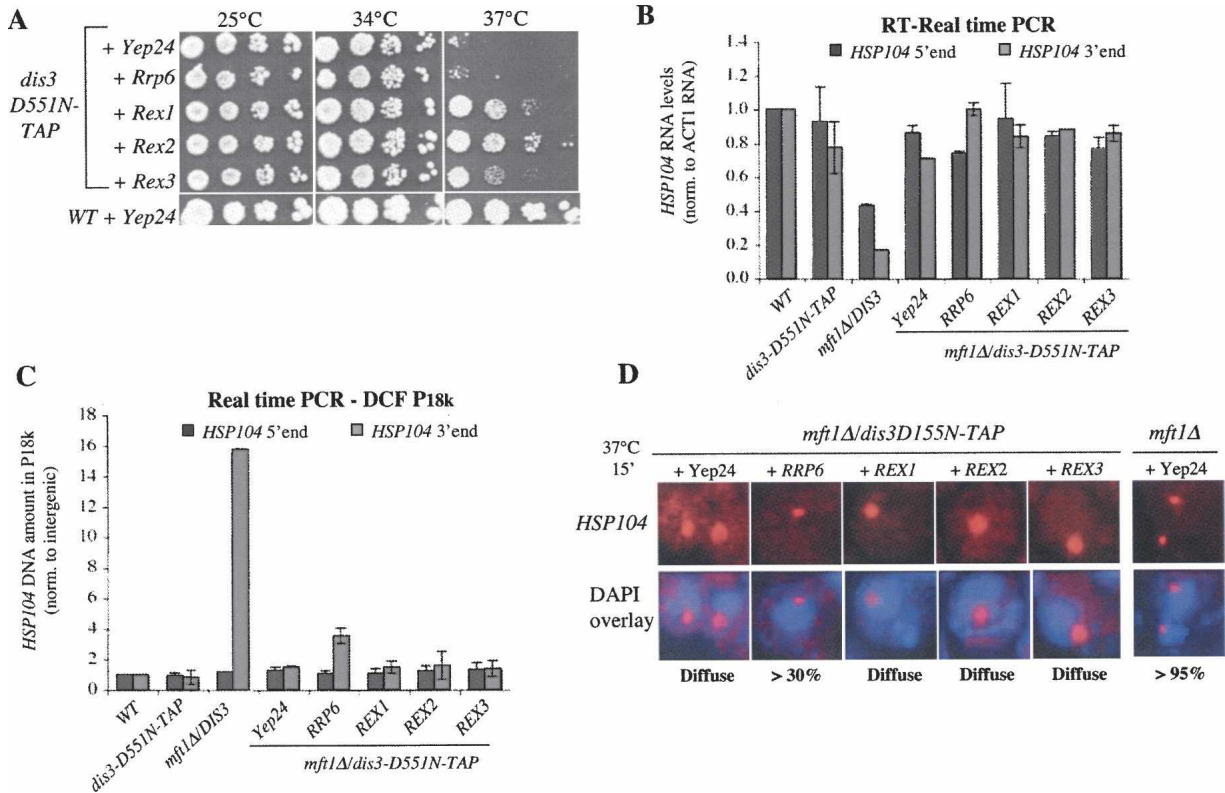 A
25°C 34°C 37°C
dis3
D551N-
TAP
+ Yep24
+ Rrp6
+ Rex1
+ Rex2
+ Rex3
WT + Yep24
B
RT-Real time PCR
HSP104 5'end HSP104 3'end
HSP104 RNA levels
(norm. to ACT1 RNA)
1.4
1.2
1.0
0.8
0.6
0.4
0.2
0.0
WT
dis3-D551N-TAP
mft1Δ/DIS3
Yep24
RRP6
REX1
REX2
REX3
mft1Δ/dis3-D551N-TAP
C
Real time PCR - DCF P18k
HSP104 5'end HSP104 3'end
HSP104 DNA amount in P18k
(norm. to intergenic)
18
16
14
12
10
8
6
4
2
0
WT
dis3-D551N-TAP
mft1Δ/DIS3
Yep24
RRP6
REX1
REX2
REX3
mft1Δ/dis3-D551N-TAP
D
37°C
15'
mft1Δ/dis3D155N-TAP mft1Δ
+ Yep24 + RRP6 + REX1 + REX2 + REX3 + Yep24
HSP104
DAPI
overlay
Diffuse > 30% Diffuse Diffuse Diffuse > 95%